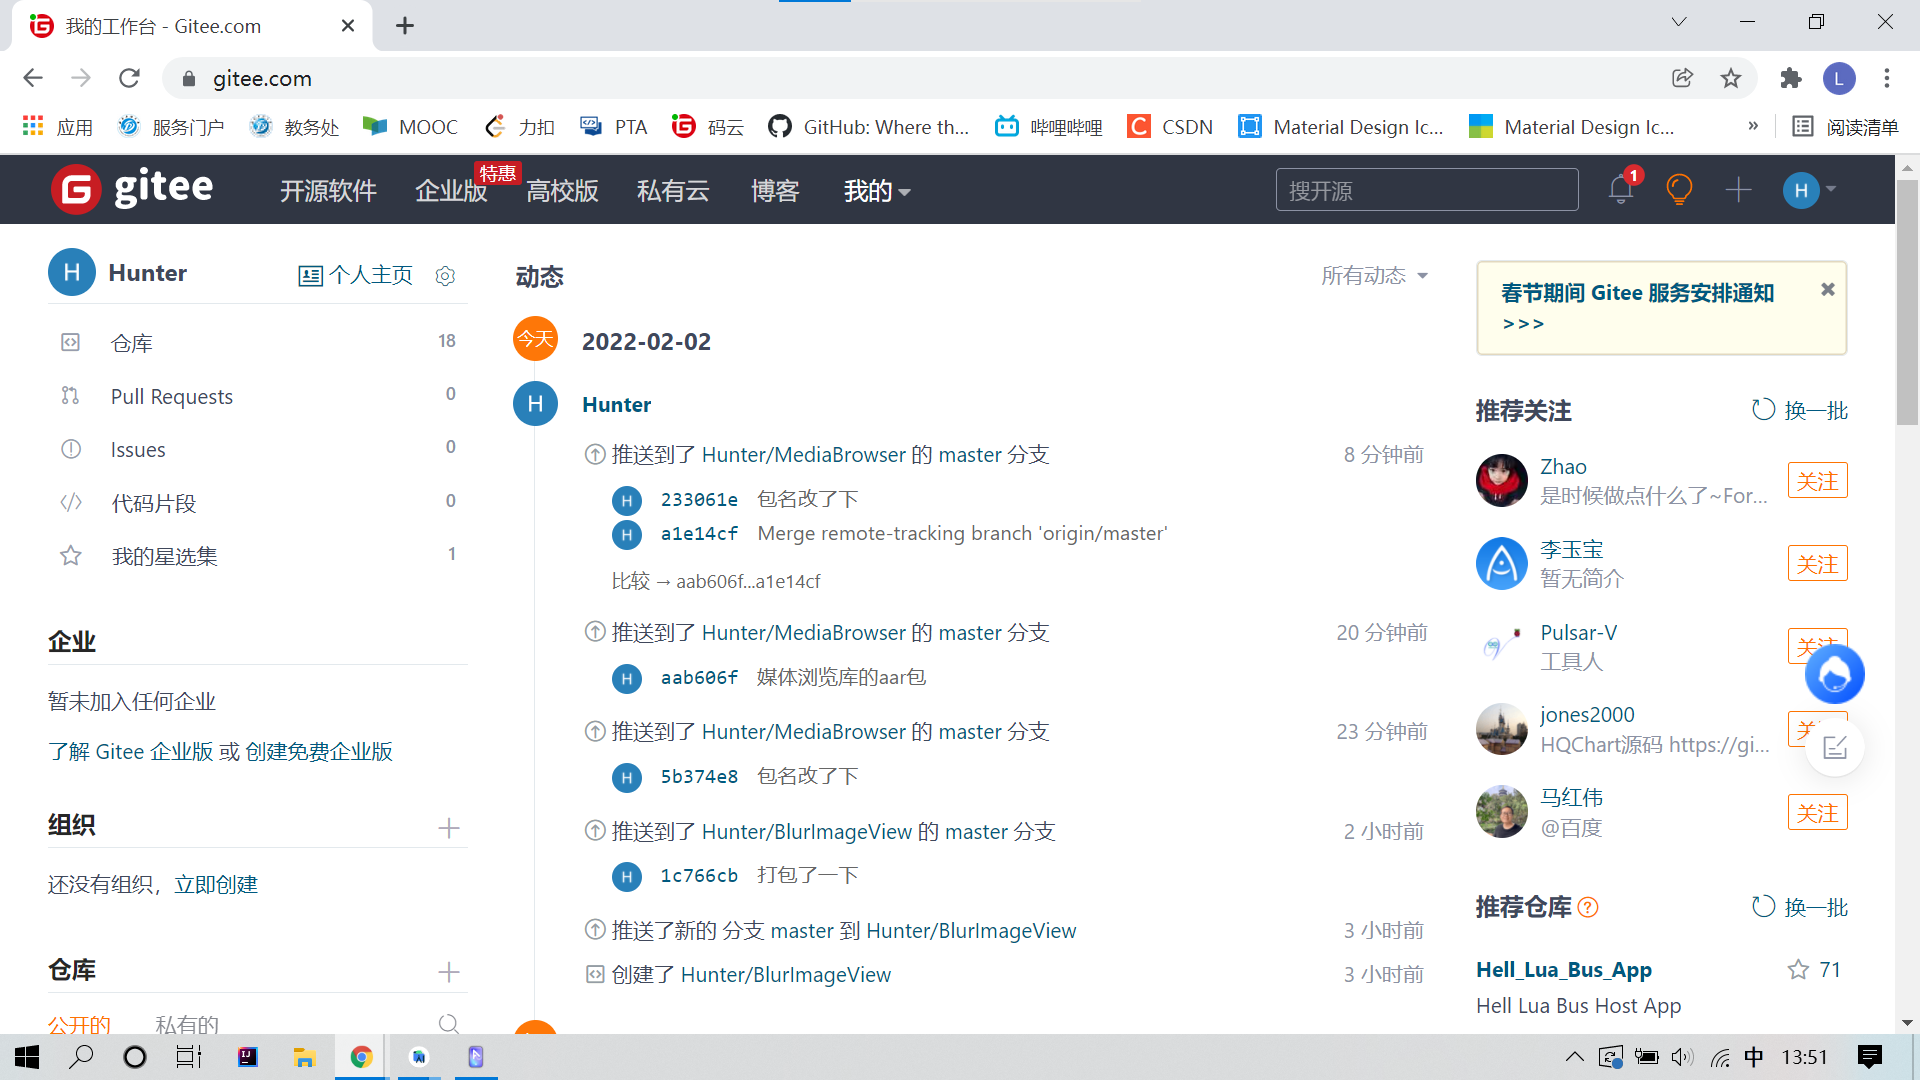 我的工作台 - Gitee.com
gitee.com
L
应用 服务门户 教务处 MOOC 力扣 PTA 码云 GitHub: Where th... 哔哩哔哩 CSDN Material Design Ic... Material Design Ic... » 阅读清单
gitee 开源软件 企业版 特惠 高校版 私有云 博客 我的 搜开源 1 H
H Hunter 个人主页
仓库 18
Pull Requests 0
Issues 0
代码片段 0
我的星选集 1
企业
暂未加入任何企业
了解 Gitee 企业版 或 创建免费企业版
组织
还没有组织，立即创建
仓库
公开的 私有的
动态 所有动态
今天 2022-02-02
H Hunter
推送到了 Hunter/MediaBrowser 的 master 分支 8 分钟前
H 233061e 包名改了下
H a1e14cf Merge remote-tracking branch 'origin/master'
比较 → aab606f...a1e14cf
推送到了 Hunter/MediaBrowser 的 master 分支 20 分钟前
H aab606f 媒体浏览库的aar包
推送到了 Hunter/MediaBrowser 的 master 分支 23 分钟前
H 5b374e8 包名改了下
推送到了 Hunter/BlurImageView 的 master 分支 2 小时前
H 1c766cb 打包了一下
推送了新的 分支 master 到 Hunter/BlurImageView 3 小时前
创建了 Hunter/BlurImageView 3 小时前
春节期间 Gitee 服务安排通知
>>>
推荐关注 换一批
Zhao 关注
是时候做点什么了~For...
李玉宝 关注
暂无简介
Pulsar-V 关注
工具人
jones2000 关
HQChart源码 https://gi...
马红伟 关注
@百度
推荐仓库 ? 换一批
Hell_Lua_Bus_App 71
Hell Lua Bus Host App
中 13:51